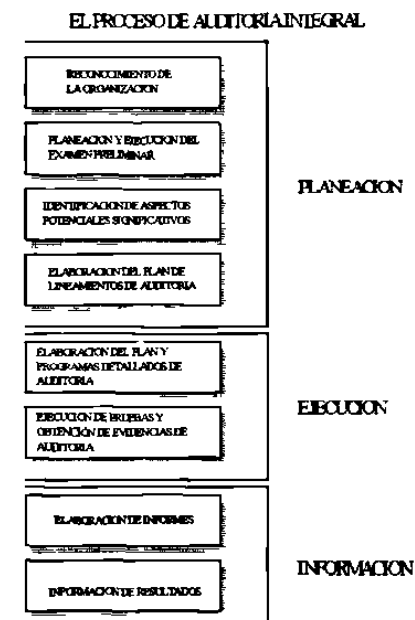 EL PROCESO DE AUDITORIA INTEGRAL
RECONOCIMIENTO DE
LA ORGANIZACION
PLANEACION Y EJECUCION DEL
EXAMEN PRELIMINAR
IDENTIFICACION DE ASPECTOS
POTENCIALES SIGNIFICATIVOS
ELABORACION DEL PLAN DE
LINEAMIENTOS DE AUDITORIA
PLANEACION
ELABORACION DEL PLAN Y
PROGRAMAS DETALLADOS DE
AUDITORIA
EJECUCION DE PRUEBAS Y
OBTENCIÓN DE EVIDENCIAS DE
AUDITORIA
EJECUCION
ELABORACION DE INFORMES
INFORMACION DE RESULTADOS
INFORMACION